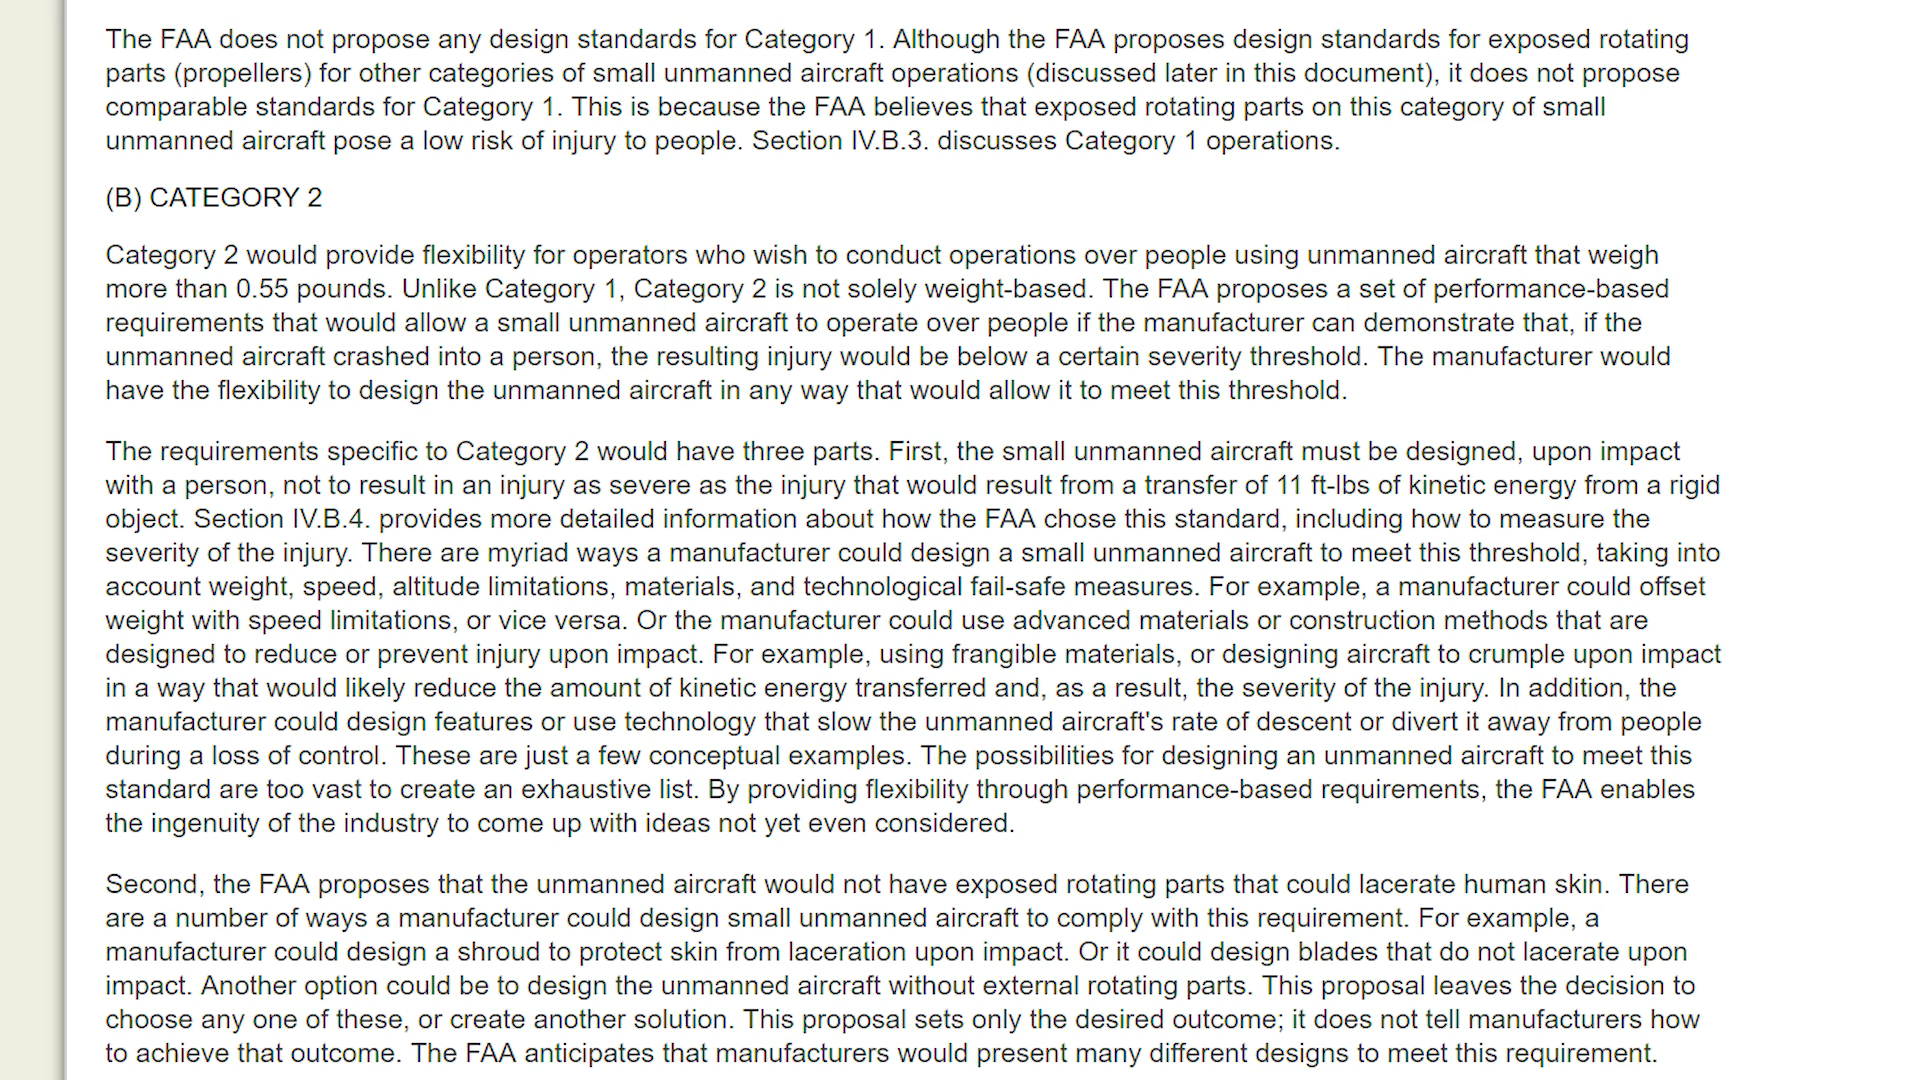 The FAA does not propose any design standards for Category 1. Although the FAA proposes design standards for exposed rotating
parts (propellers) for other categories of small unmanned aircraft operations (discussed later in this document), it does not propose
comparable standards for Category 1. This is because the FAA believes that exposed rotating parts on this category of small
unmanned aircraft pose a low risk of injury to people. Section IV.B.3. discusses Category 1 operations.
(B) CATEGORY 2
Category 2 would provide flexibility for operators who wish to conduct operations over people using unmanned aircraft that weigh
more than 0.55 pounds. Unlike Category 1, Category 2 is not solely weight-based. The FAA proposes a set of performance-based
requirements that would allow a small unmanned aircraft to operate over people if the manufacturer can demonstrate that, if the
unmanned aircraft crashed into a person, the resulting injury would be below a certain severity threshold. The manufacturer would
have the flexibility to design the unmanned aircraft in any way that would allow it to meet this threshold.
The requirements specific to Category 2 would have three parts. First, the small unmanned aircraft must be designed, upon impact
with a person, not to result in an injury as severe as the injury that would result from a transfer of 11 ft-lbs of kinetic energy from a rigid
object. Section IV.B.4. provides more detailed information about how the FAA chose this standard, including how to measure the
severity of the injury. There are myriad ways a manufacturer could design a small unmanned aircraft to meet this threshold, taking into
account weight, speed, altitude limitations, materials, and technological fail-safe measures. For example, a manufacturer could offset
weight with speed limitations, or vice versa. Or the manufacturer could use advanced materials or construction methods that are
designed to reduce or prevent injury upon impact. For example, using frangible materials, or designing aircraft to crumple upon impact
in a way that would likely reduce the amount of kinetic energy transferred and, as a result, the severity of the injury. In addition, the
manufacturer could design features or use technology that slow the unmanned aircraft's rate of descent or divert it away from people
during a loss of control. These are just a few conceptual examples. The possibilities for designing an unmanned aircraft to meet this
standard are too vast to create an exhaustive list. By providing flexibility through performance-based requirements, the FAA enables
the ingenuity of the industry to come up with ideas not yet even considered.
Second, the FAA proposes that the unmanned aircraft would not have exposed rotating parts that could lacerate human skin. There
are a number of ways a manufacturer could design small unmanned aircraft to comply with this requirement. For example, a
manufacturer could design a shroud to protect skin from laceration upon impact. Or it could design blades that do not lacerate upon
impact. Another option could be to design the unmanned aircraft without external rotating parts. This proposal leaves the decision to
choose any one of these, or create another solution. This proposal sets only the desired outcome; it does not tell manufacturers how
to achieve that outcome. The FAA anticipates that manufacturers would present many different designs to meet this requirement.